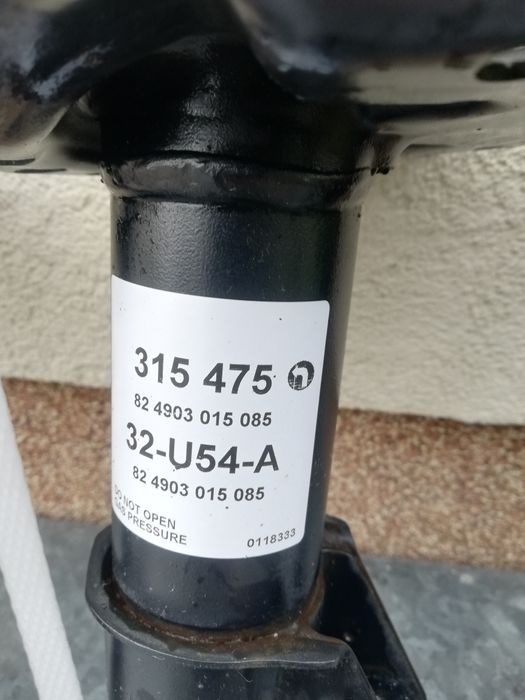 315 475
82 4903 015 085
32-U54-A
82 4903 015 085
DO NOT OPEN
GAS PRESSURE
0118333